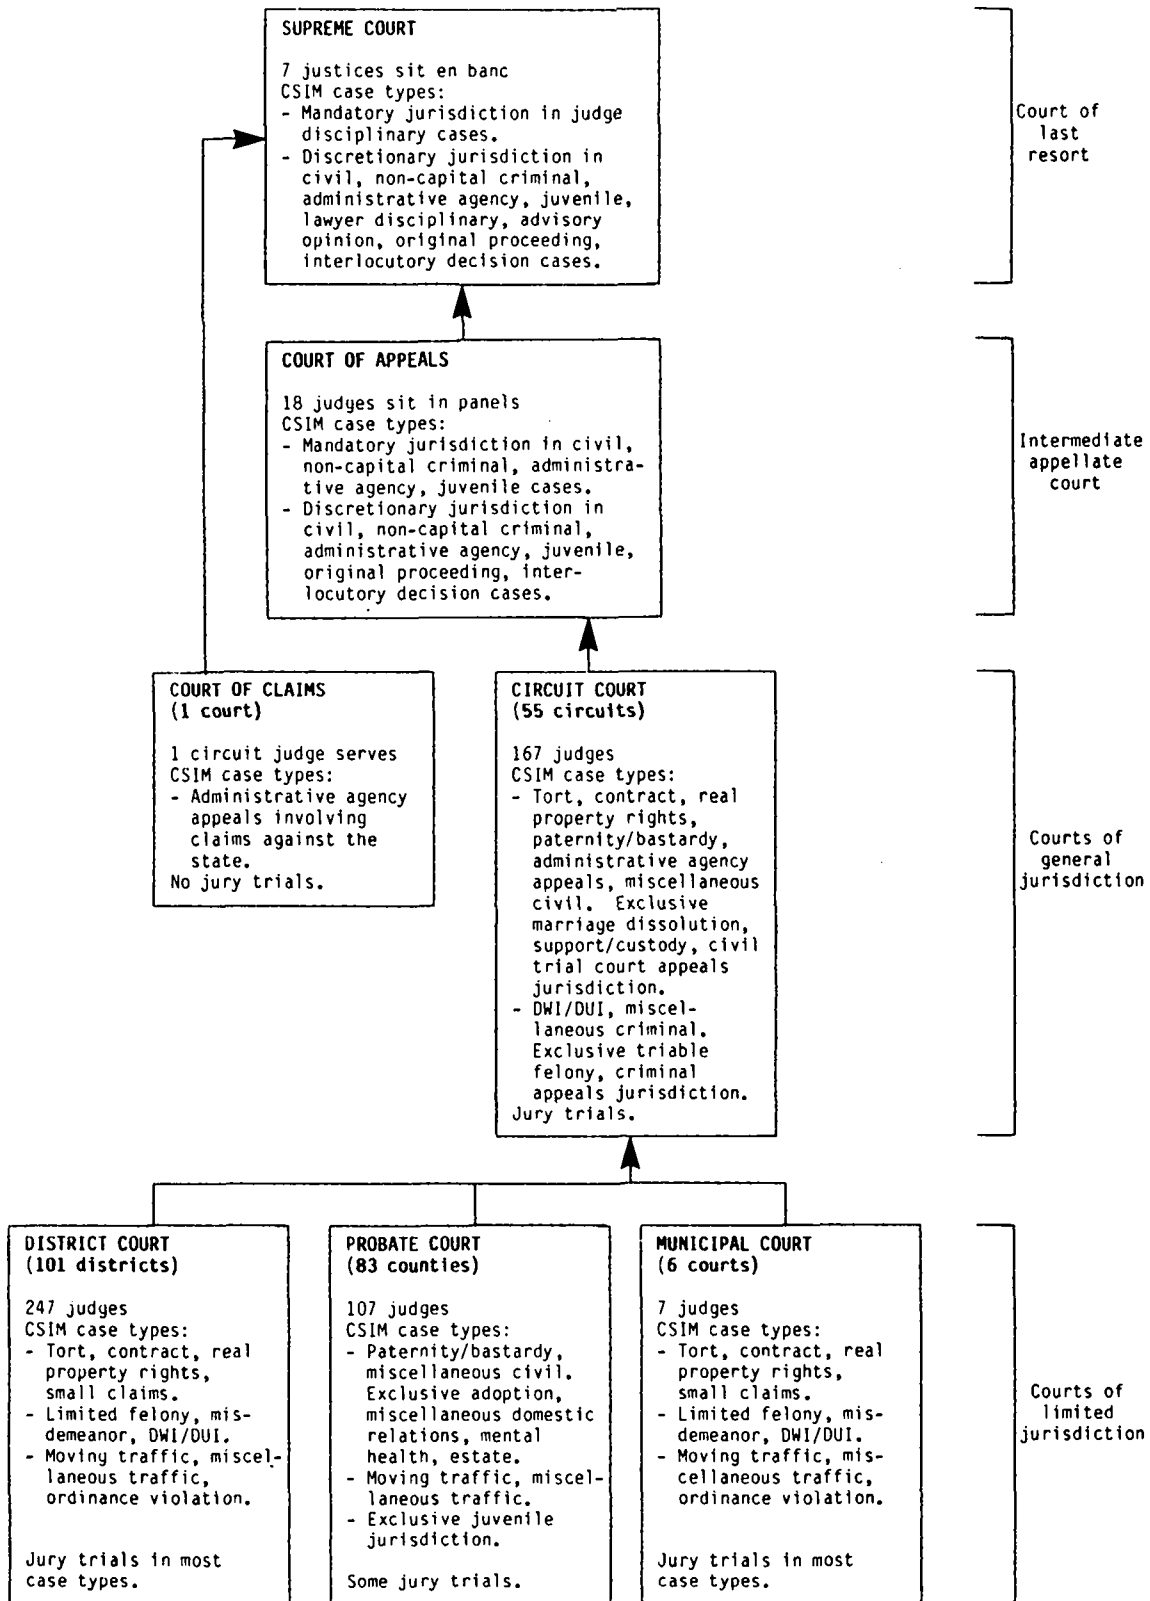 SUPREME COURT
7 justices sit en banc
CSIM case types:
- Mandatory jurisdiction in judge
disciplinary cases.
- Discretionary jurisdiction in
civil, non-capital criminal,
administrative agency, juvenile,
lawyer disciplinary, advisory
opinion, original proceeding,
interlocutory decision cases.
Court of
last
resort
COURT OF APPEALS
18 judges sit in panels
CSIM case types:
- Mandatory jurisdiction in civil,
non-capital criminal, administra-
tive agency, juvenile cases.
- Discretionary jurisdiction in
civil, non-capital criminal,
administrative agency, juvenile,
original proceeding, inter-
locutory decision cases.
Intermediate
appellate
court
COURT OF CLAIMS
(1 court)
1 circuit judge serves
CSIM case types:
- Administrative agency
appeals involving
claims against the
state.
No jury trials.
CIRCUIT COURT
(55 circuits)
167 judges
CSIM case types:
- Tort, contract, real
property rights,
paternity/bastardy,
administrative agency
appeals, miscellaneous
civil. Exclusive
marriage dissolution,
support/custody, civil
trial court appeals
jurisdiction.
- DWI/DUI, miscel-
laneous criminal.
Exclusive triable
felony, criminal
appeals jurisdiction.
Jury trials.
Courts of
general
jurisdiction
DISTRICT COURT
(101 districts)
247 judges
CSIM case types:
- Tort, contract, real
property rights,
small claims.
- Limited felony, mis-
demeanor, DWI/DUI.
- Moving traffic, miscel-
laneous traffic,
ordinance violation.
Jury trials in most
case types.
PROBATE COURT
(83 counties)
107 judges
CSIM case types:
- Paternity/bastardy,
miscellaneous civil.
Exclusive adoption,
miscellaneous domestic
relations, mental
health, estate.
- Moving traffic, miscel-
laneous traffic.
- Exclusive juvenile
jurisdiction.
Some jury trials.
MUNICIPAL COURT
(6 courts)
7 judges
CSIM case types:
- Tort, contract, real
property rights,
small claims.
- Limited felony, mis-
demeanor, DWI/DUI.
- Moving traffic, mis-
cellaneous traffic,
ordinance violation.
Jury trials in most
case types.
Courts of
limited
jurisdiction